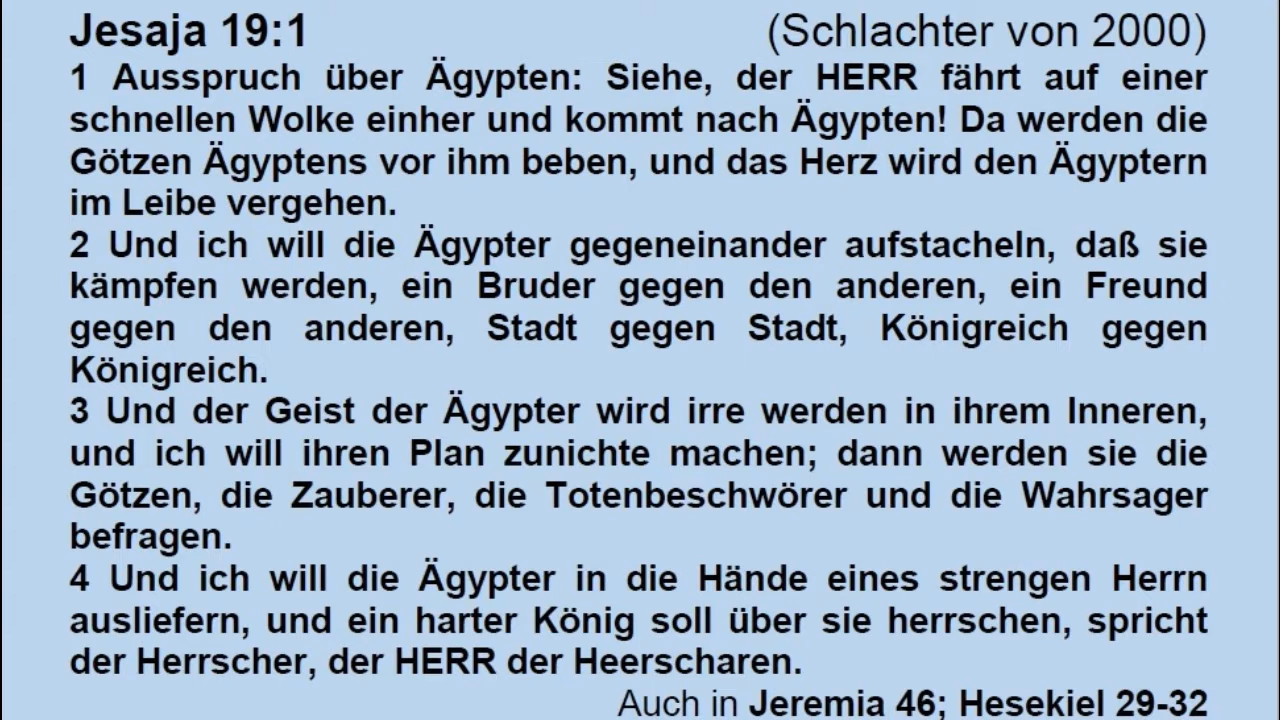 Jesaja 19:1 (Schlachter von 2000)
1 Ausspruch über Ägypten: Siehe, der HERR fährt auf einer
schnellen Wolke einher und kommt nach Ägypten! Da werden die
Götzen Ägyptens vor ihm beben, und das Herz wird den Ägyptern
im Leibe vergehen.
2 Und ich will die Ägypter gegeneinander aufstacheln, daß sie
kämpfen werden, ein Bruder gegen den anderen, ein Freund
gegen den anderen, Stadt gegen Stadt, Königreich gegen
Königreich.
3 Und der Geist der Ägypter wird irre werden in ihrem Inneren,
und ich will ihren Plan zunichte machen; dann werden sie die
Götzen, die Zauberer, die Totenbeschwörer und die Wahrsager
befragen.
4 Und ich will die Ägypter in die Hände eines strengen Herrn
ausliefern, und ein harter König soll über sie herrschen, spricht
der Herrscher, der HERR der Heerscharen.
Auch in Jeremia 46; Hesekiel 29-32